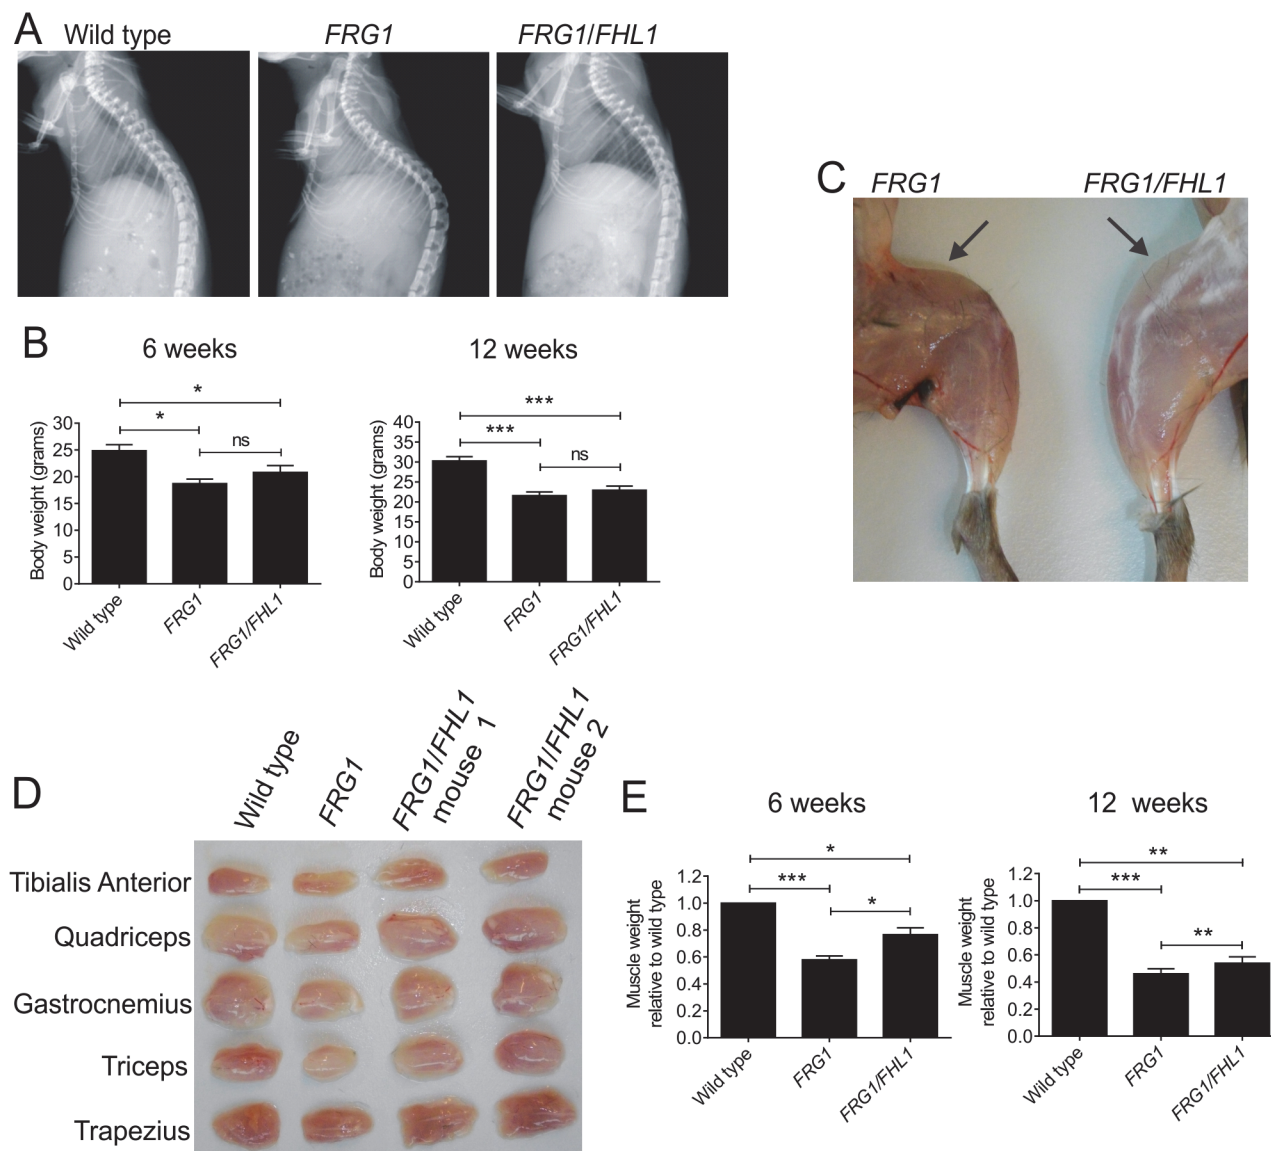 A
Wild type
FRG1
FRG1/FHL1
B
6 weeks
*
*
ns
Body weight (grams)
30
25
20
15
10
5
0
Wild type
FRG1
FRG1/FHL1
12 weeks
***
***
ns
Body weight (grams)
40
35
30
25
20
15
10
5
0
Wild type
FRG1
FRG1/FHL1
C
FRG1
FRG1/FHL1
D
Wild type
FRG1
FRG1/FHL1
mouse 1
FRG1/FHL1
mouse 2
Tibialis Anterior
Quadriceps
Gastrocnemius
Triceps
Trapezius
E
6 weeks
*
***
*
Muscle weight
relative to wild type
1.2
1.0
0.8
0.6
0.4
0.2
0.0
Wild type
FRG1
FRG1/FHL1
12 weeks
**
***
**
Muscle weight
relative to wild type
1.2
1.0
0.8
0.6
0.4
0.2
0.0
Wild type
FRG1
FRG1/FHL1